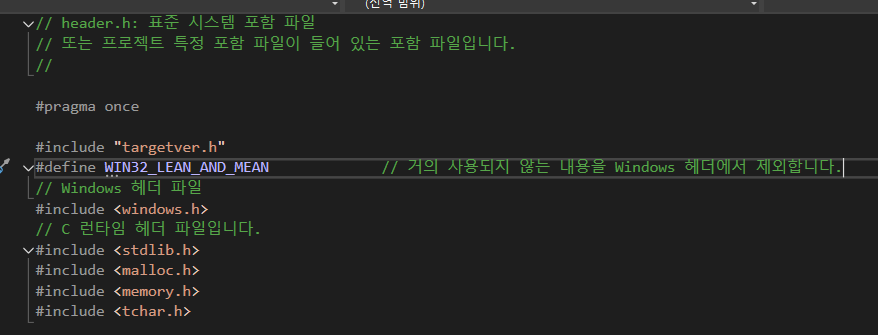 (전역 범위)
// header.h: 표준 시스템 포함 파일
// 또는 프로젝트 특정 포함 파일이 들어 있는 포함 파일입니다.
//
#pragma once
#include "targetver.h"
#define WIN32_LEAN_AND_MEAN             // 거의 사용되지 않는 내용을 Windows 헤더에서 제외합니다.
// Windows 헤더 파일
#include <windows.h>
// C 런타임 헤더 파일입니다.
#include <stdlib.h>
#include <malloc.h>
#include <memory.h>
#include <tchar.h>